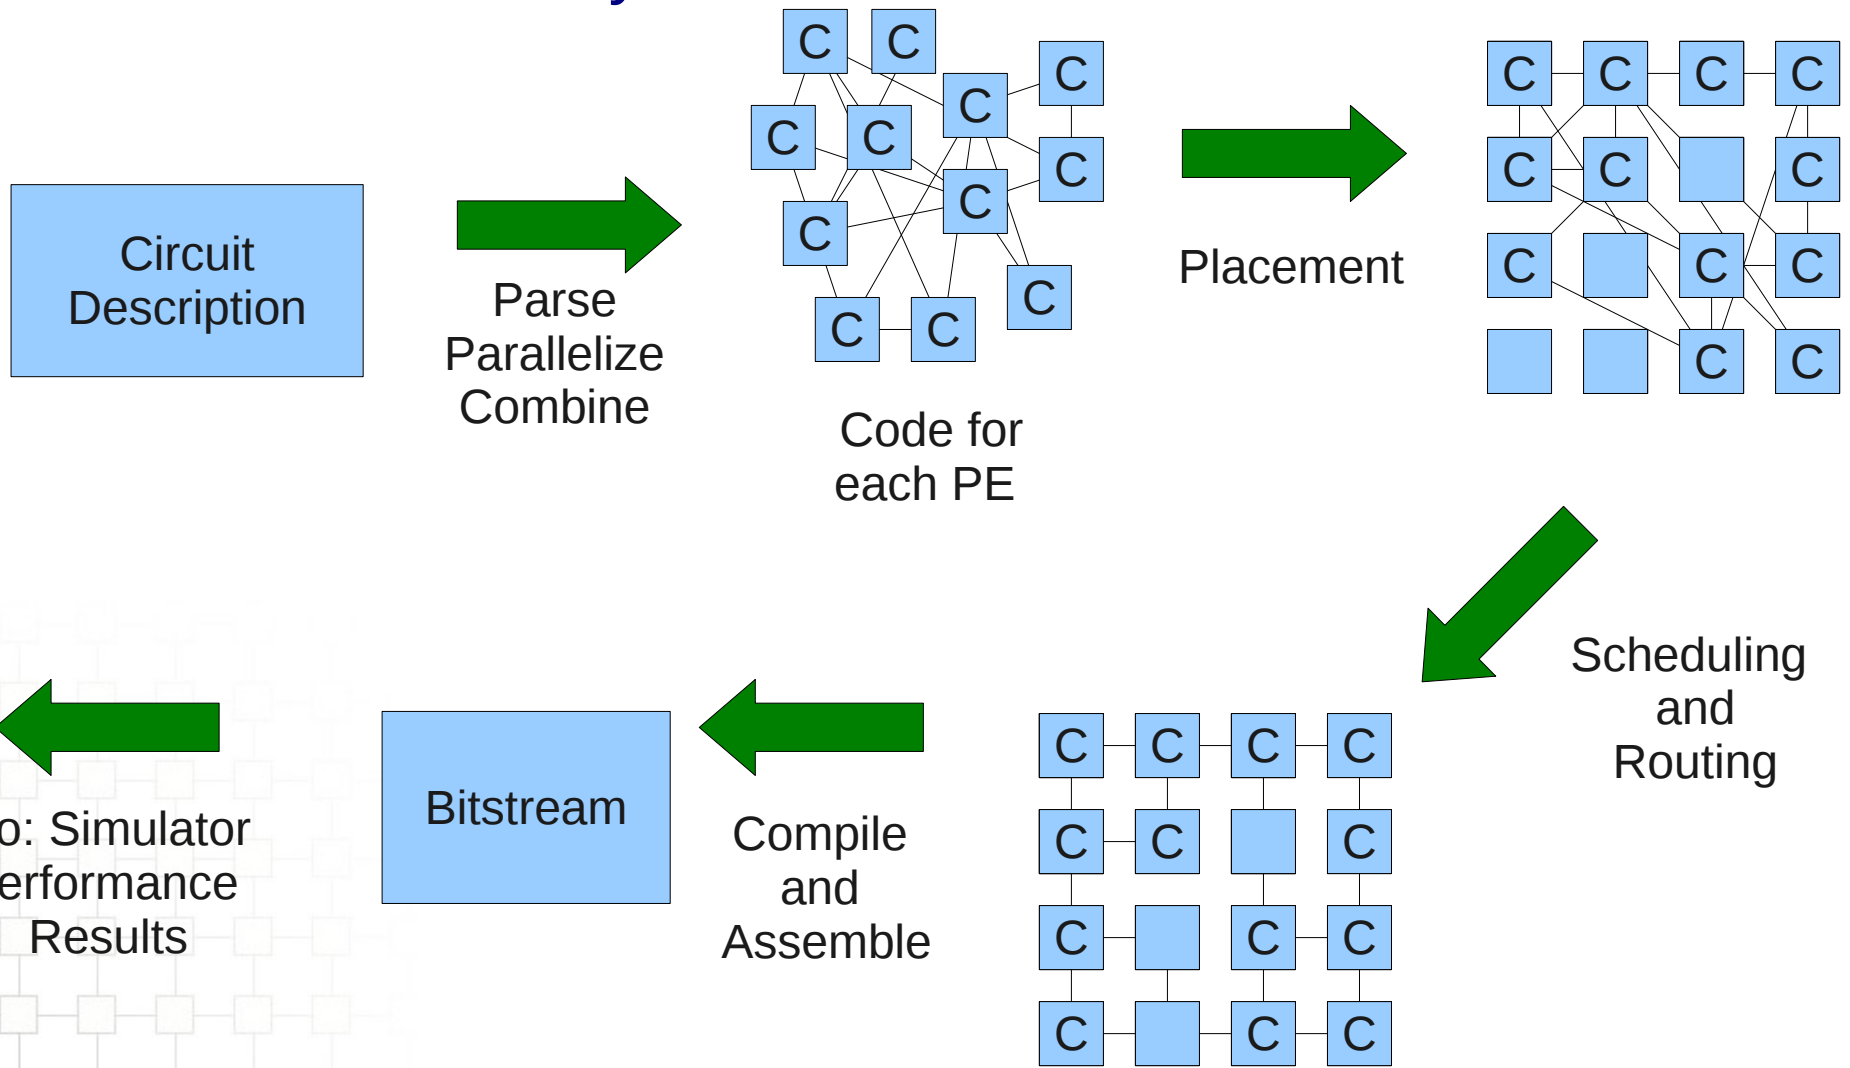 Circuit
Description
Parse
Parallelize
Combine
C C
C
C
C C
C
C
C
C
C
C C
Code for
each PE
Placement
C C C C
C C C
C C C
C C
Scheduling
and
Routing
C C C C
C C C
C C C
C C C
Compile
and
Assemble
Bitstream
o: Simulator
erformance
Results